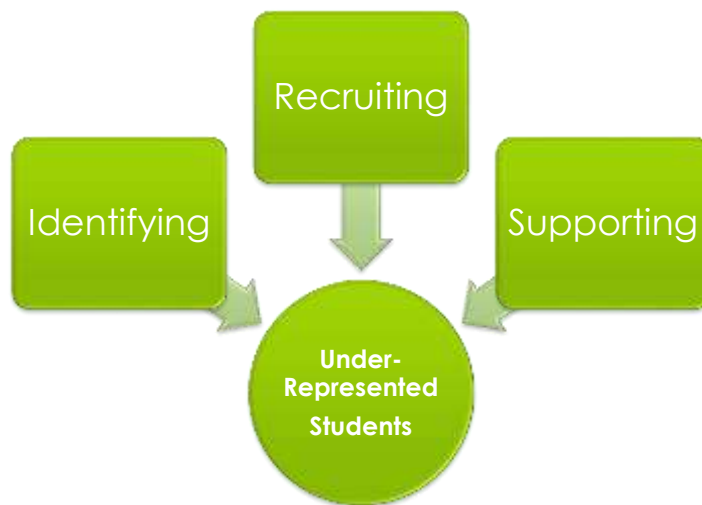 Recruiting
Identifying
Supporting
Under-
Represented
Students